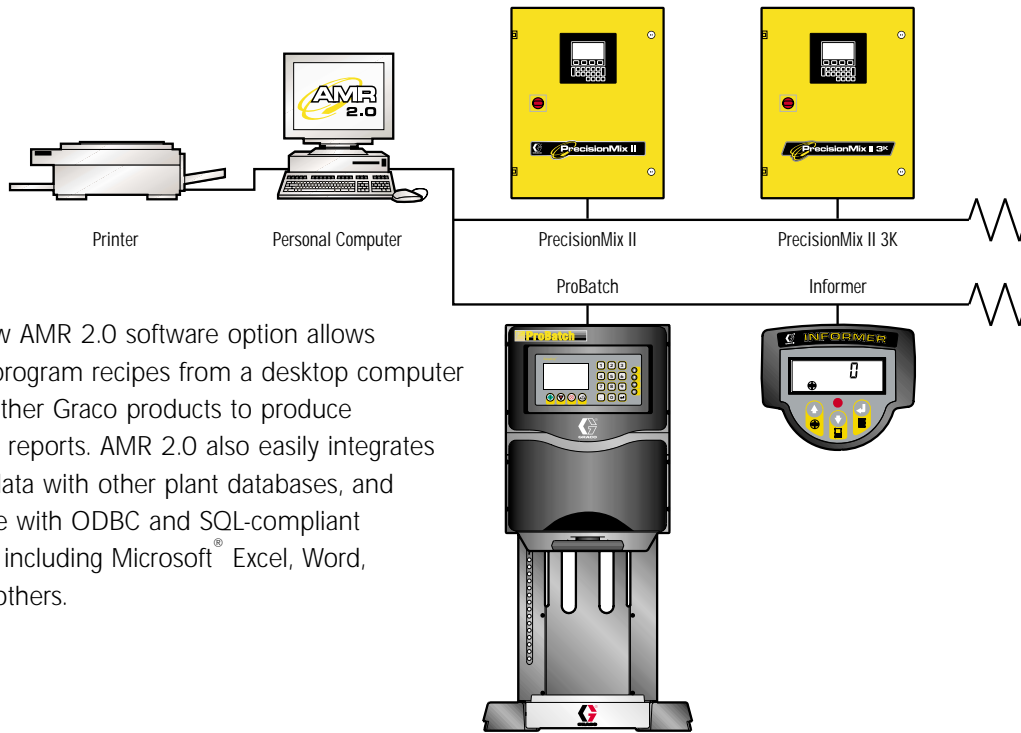 AMR
2.0
PrecisionMix II
PrecisionMix II 3K
Printer
Personal Computer
PrecisionMix II
PrecisionMix II 3K
ProBatch
Informer
w AMR 2.0 software option allows
program recipes from a desktop computer
ther Graco products to produce
reports. AMR 2.0 also easily integrates
data with other plant databases, and
e with ODBC and SQL-compliant
including Microsoft® Excel, Word,
others.
ProBatch
INFORMER
0
GRACO
GRACO